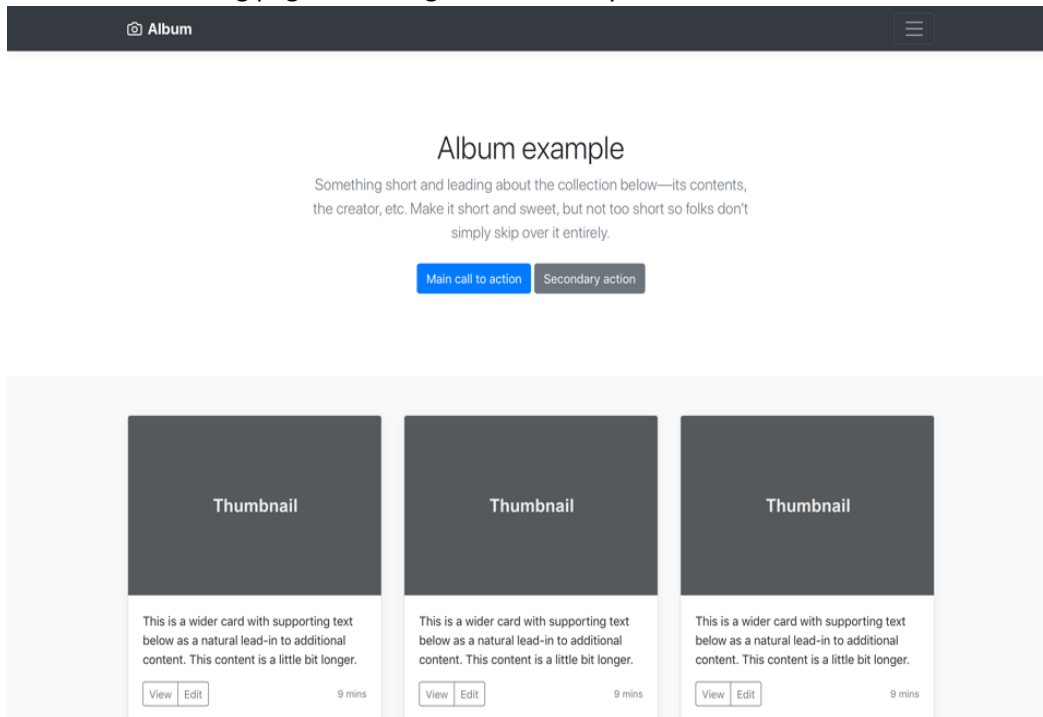 Album
Album example
Something short and leading about the collection below—its contents,
the creator, etc. Make it short and sweet, but not too short so folks don't
simply skip over it entirely.
Main call to action Secondary action
Thumbnail
This is a wider card with supporting text
below as a natural lead-in to additional
content. This content is a little bit longer.
View Edit 9 mins
Thumbnail
This is a wider card with supporting text
below as a natural lead-in to additional
content. This content is a little bit longer.
View Edit 9 mins
Thumbnail
This is a wider card with supporting text
below as a natural lead-in to additional
content. This content is a little bit longer.
View Edit 9 mins